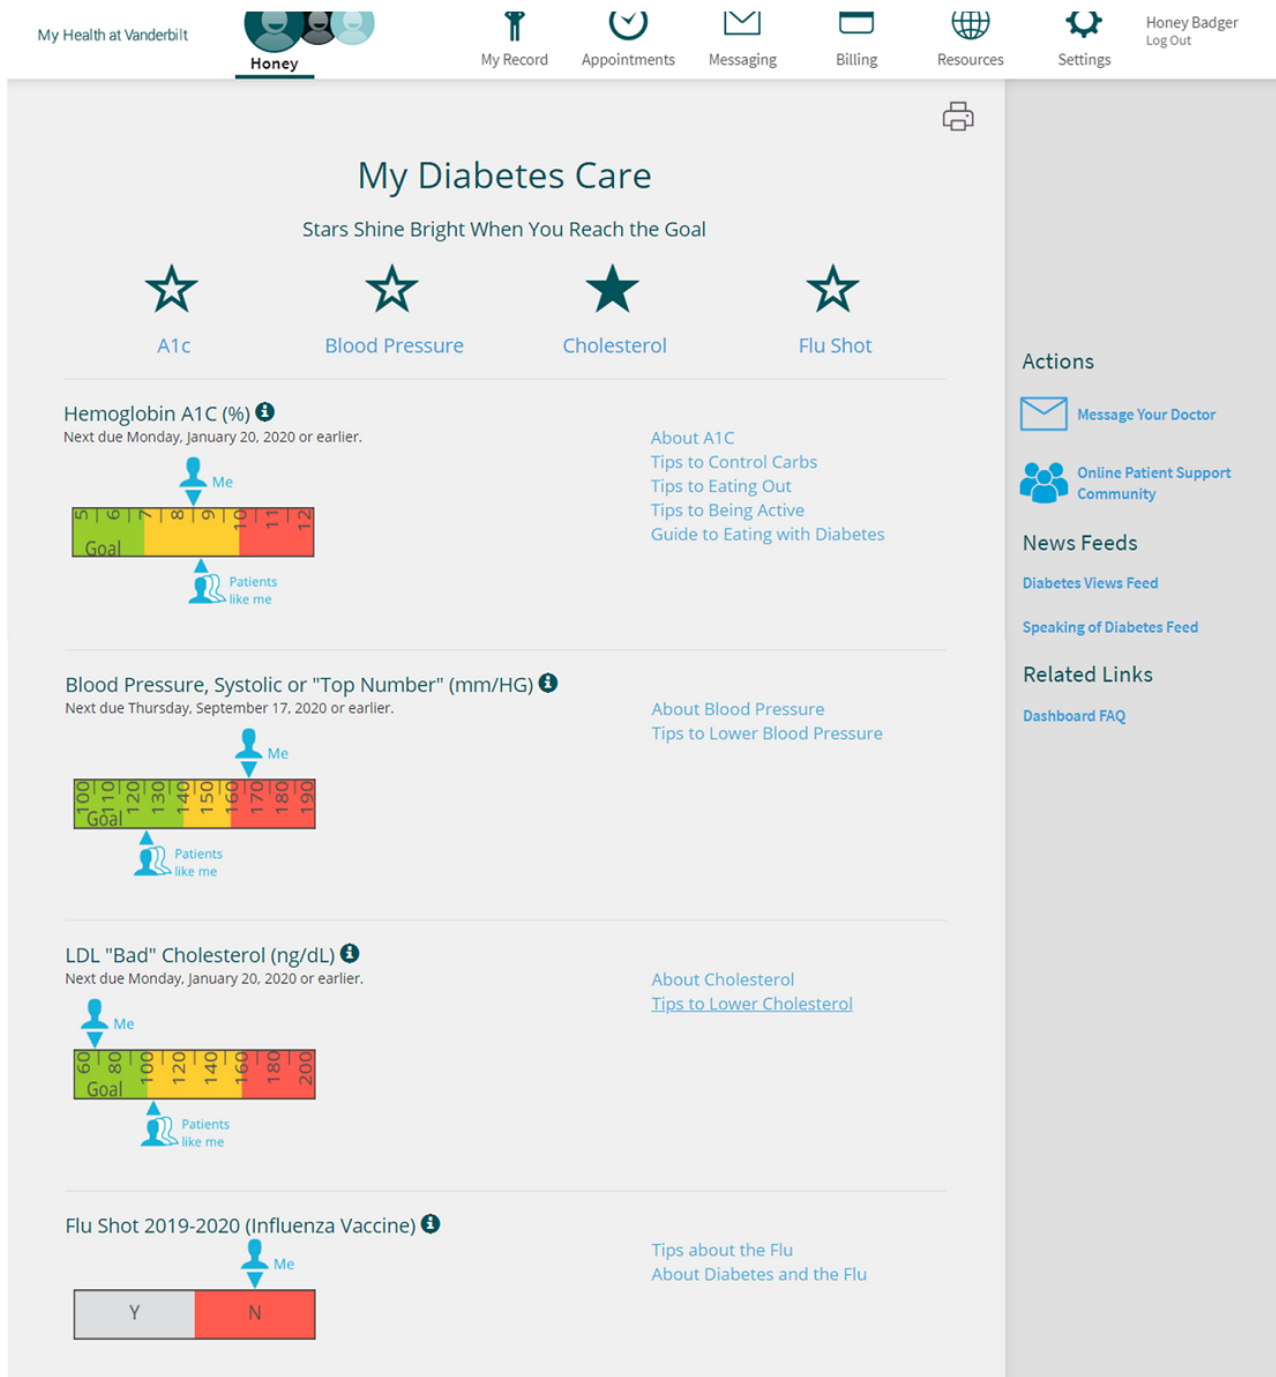 My Health at Vanderbilt
Honey
My Record
Appointments
Messaging
Billing
Resources
Settings
Honey Badger
Log Out
My Diabetes Care
Stars Shine Bright When You Reach the Goal
A1c
Blood Pressure
Cholesterol
Flu Shot
Hemoglobin A1C (%)
Next due Monday, January 20, 2020 or earlier.
Me
5 6 7 8 9 10 11 12
Goal
Patients
like me
About A1C
Tips to Control Carbs
Tips to Eating Out
Tips to Being Active
Guide to Eating with Diabetes
Blood Pressure, Systolic or "Top Number" (mm/HG)
Next due Thursday, September 17, 2020 or earlier.
Me
100 110 120 130 140 150 160 170 180 190
Goal
Patients
like me
About Blood Pressure
Tips to Lower Blood Pressure
LDL "Bad" Cholesterol (ng/dL)
Next due Monday, January 20, 2020 or earlier.
Me
60 80 100 120 140 160 180 200
Goal
Patients
like me
About Cholesterol
Tips to Lower Cholesterol
Flu Shot 2019-2020 (Influenza Vaccine)
Me
Y N
Tips about the Flu
About Diabetes and the Flu
Actions
Message Your Doctor
Online Patient Support
Community
News Feeds
Diabetes Views Feed
Speaking of Diabetes Feed
Related Links
Dashboard FAQ